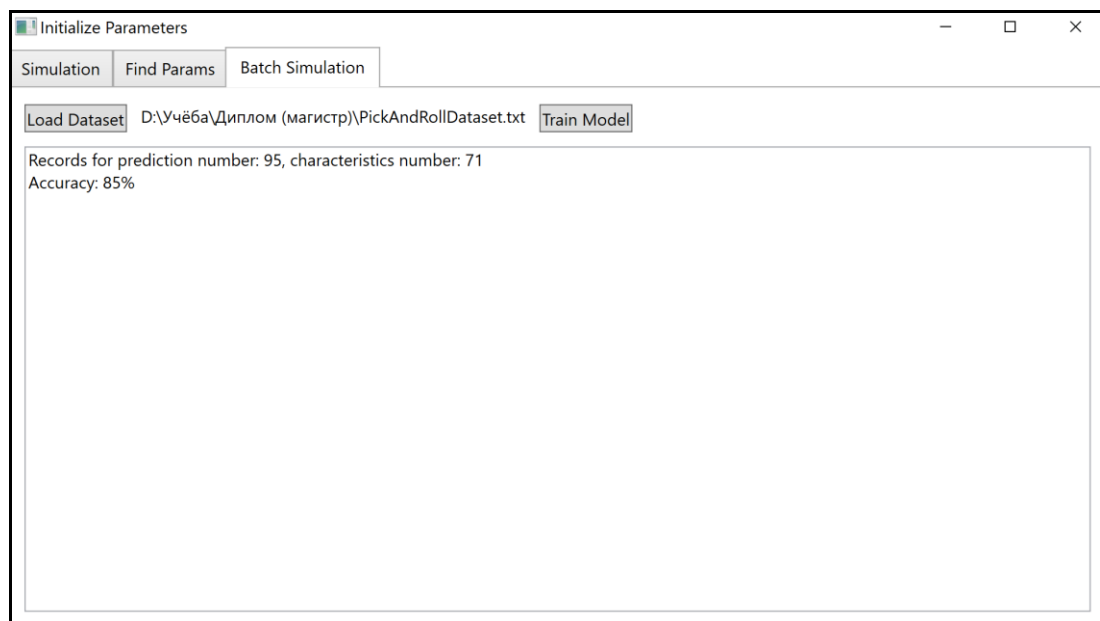 Initialize Parameters
Simulation Find Params Batch Simulation
Load Dataset D:\Учёба\Диплом (магистр)\PickAndRollDataset.txt Train Model
Records for prediction number: 95, characteristics number: 71
Accuracy: 85%